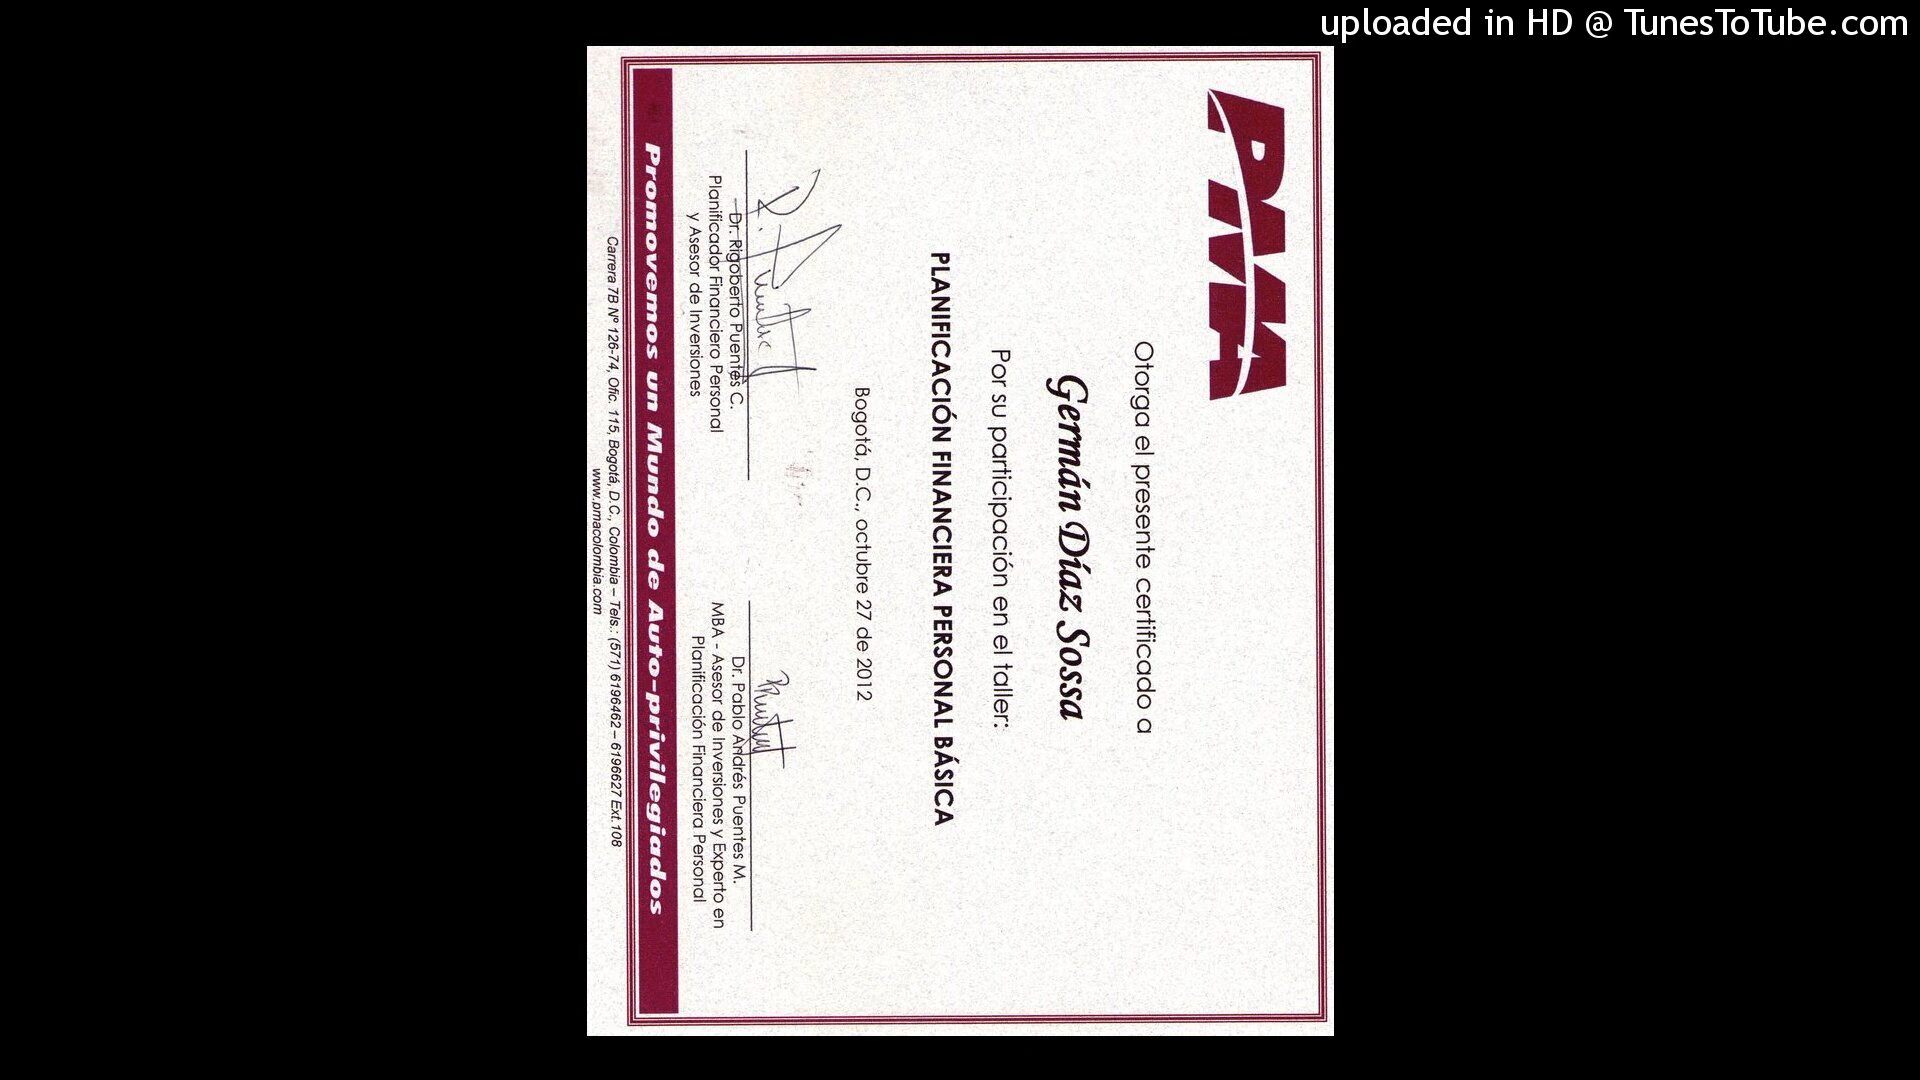 uploaded in HD @ TunesToTube.com
PMA
Otorga el presente certificado a
Germán Díaz Sossa
Por su participación en el taller:
PLANIFICACIÓN FINANCIERA PERSONAL BÁSICA
Bogotá, D.C., octubre 27 de 2012
Dr. Rigoberto Puentes C.
Planificador Financiero Personal
y Asesor de Inversiones
Dr. Pablo Andrés Puentes M.
MBA - Asesor de Inversiones y Experto en
Planificación Financiera Personal
Promovemos un Mundo de Auto-privilegiados
Carrera 7B Nº 126-74, Ofic. 115, Bogotá, D.C., Colombia – Tels.: (571) 6196462 – 6196627 Ext.108
www.pmacolombia.com